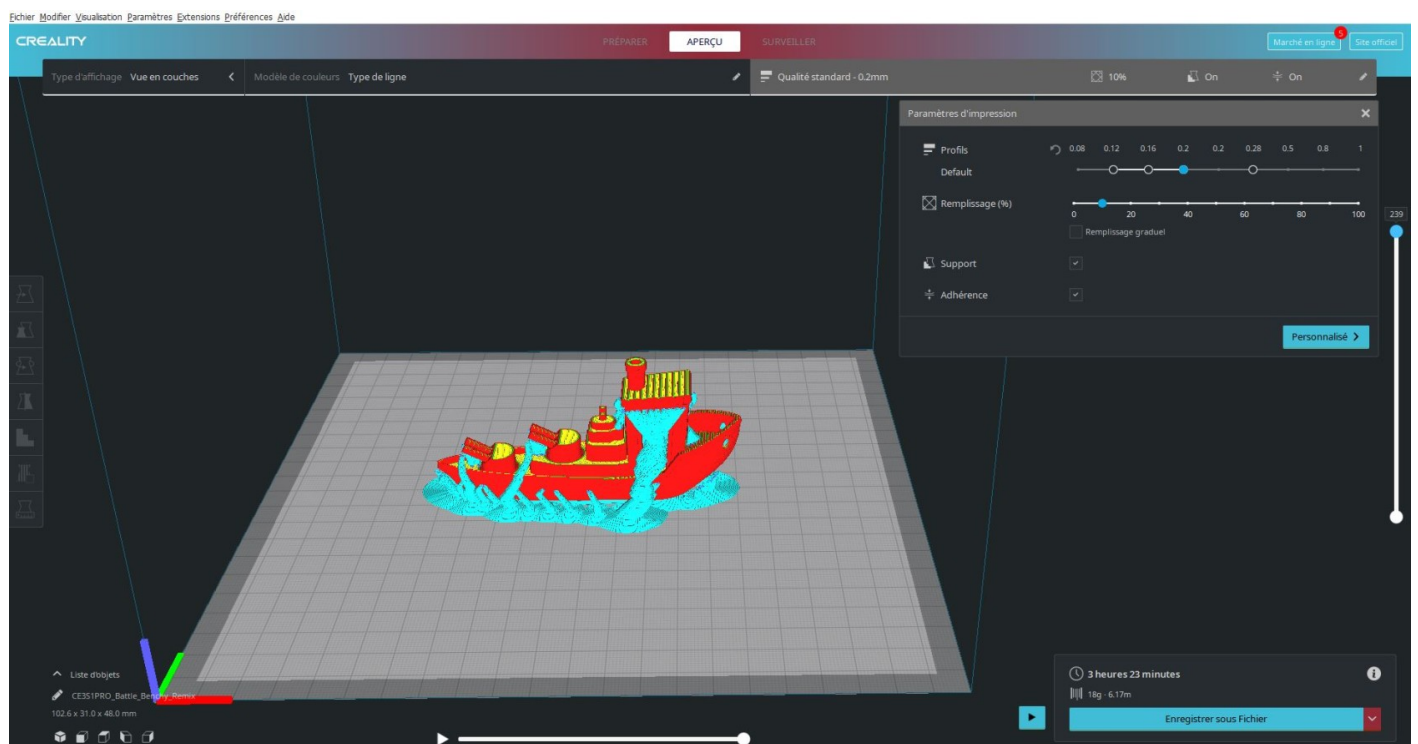 Fichier Modifier Visualisation Paramètres Extensions Préférences Aide
CREALITY
PRÉPARER APERÇU SURVEILLER
Marché en ligne 5 Site officiel
Type d'affichage Vue en couches
Modèle de couleurs Type de ligne
Qualité standard - 0.2mm 10% On On
Paramètres d'impression
Profils 0.08 0.12 0.16 0.2 0.2 0.28 0.5 0.8 1
Default
Remplissage (%)
0 20 40 60 80 100
239
Remplissage graduel
Support
Adhérence
Personnalisé
Liste d'objets
CE3S1PRO_Battle_Benchy_Remix
102.6 x 31.0 x 48.0 mm
3 heures 23 minutes
18g · 6.17m
Enregistrer sous Fichier